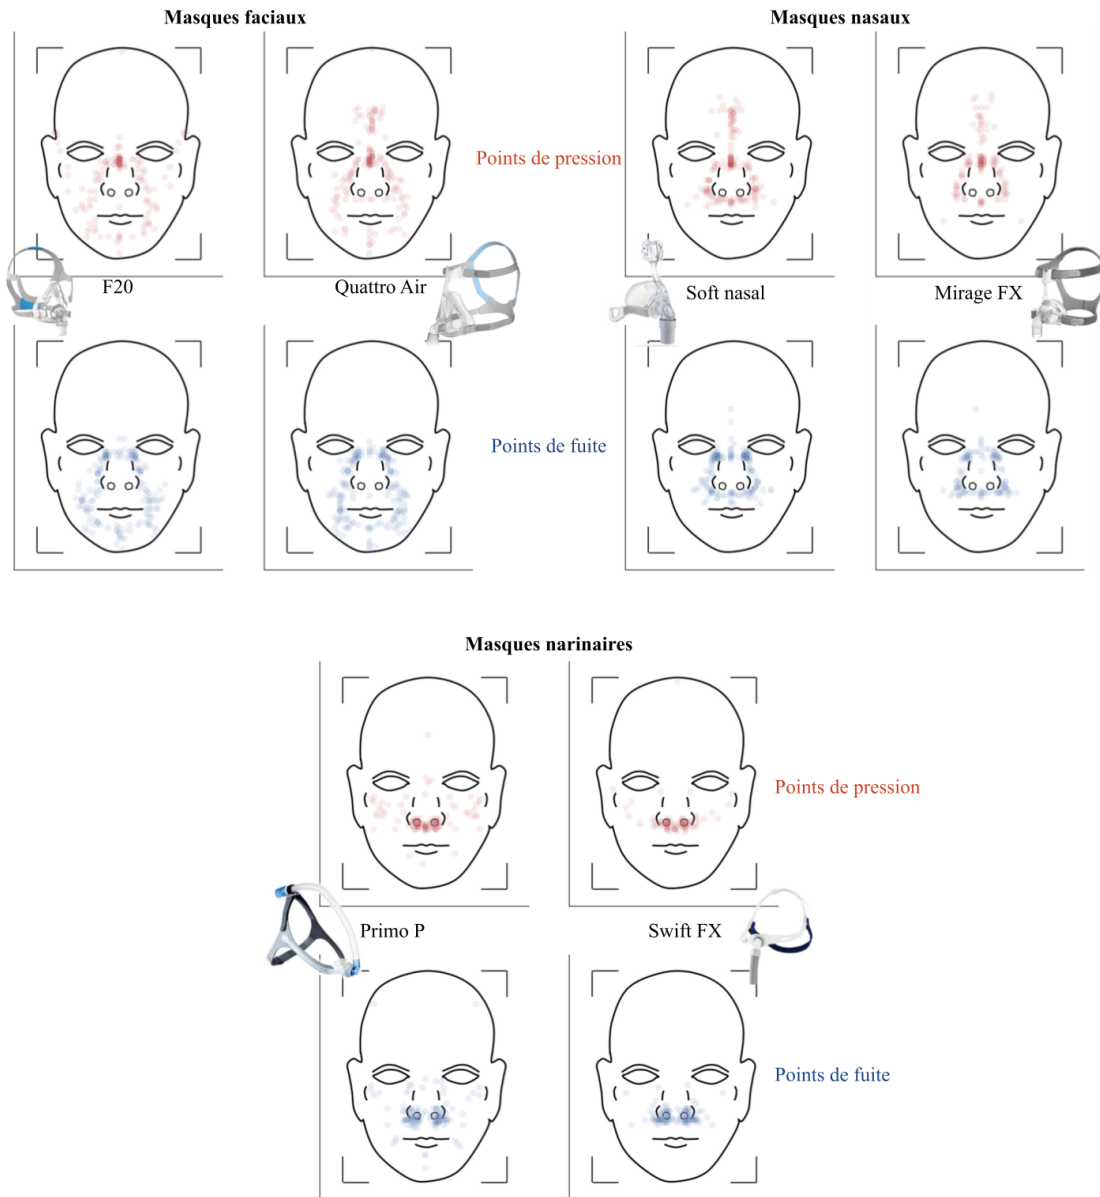 Masques faciaux
Masques nasaux
Points de pression
F20
Quattro Air
Soft nasal
Mirage FX
Points de fuite
Masques narinaires
Points de pression
Primo P
Swift FX
Points de fuite